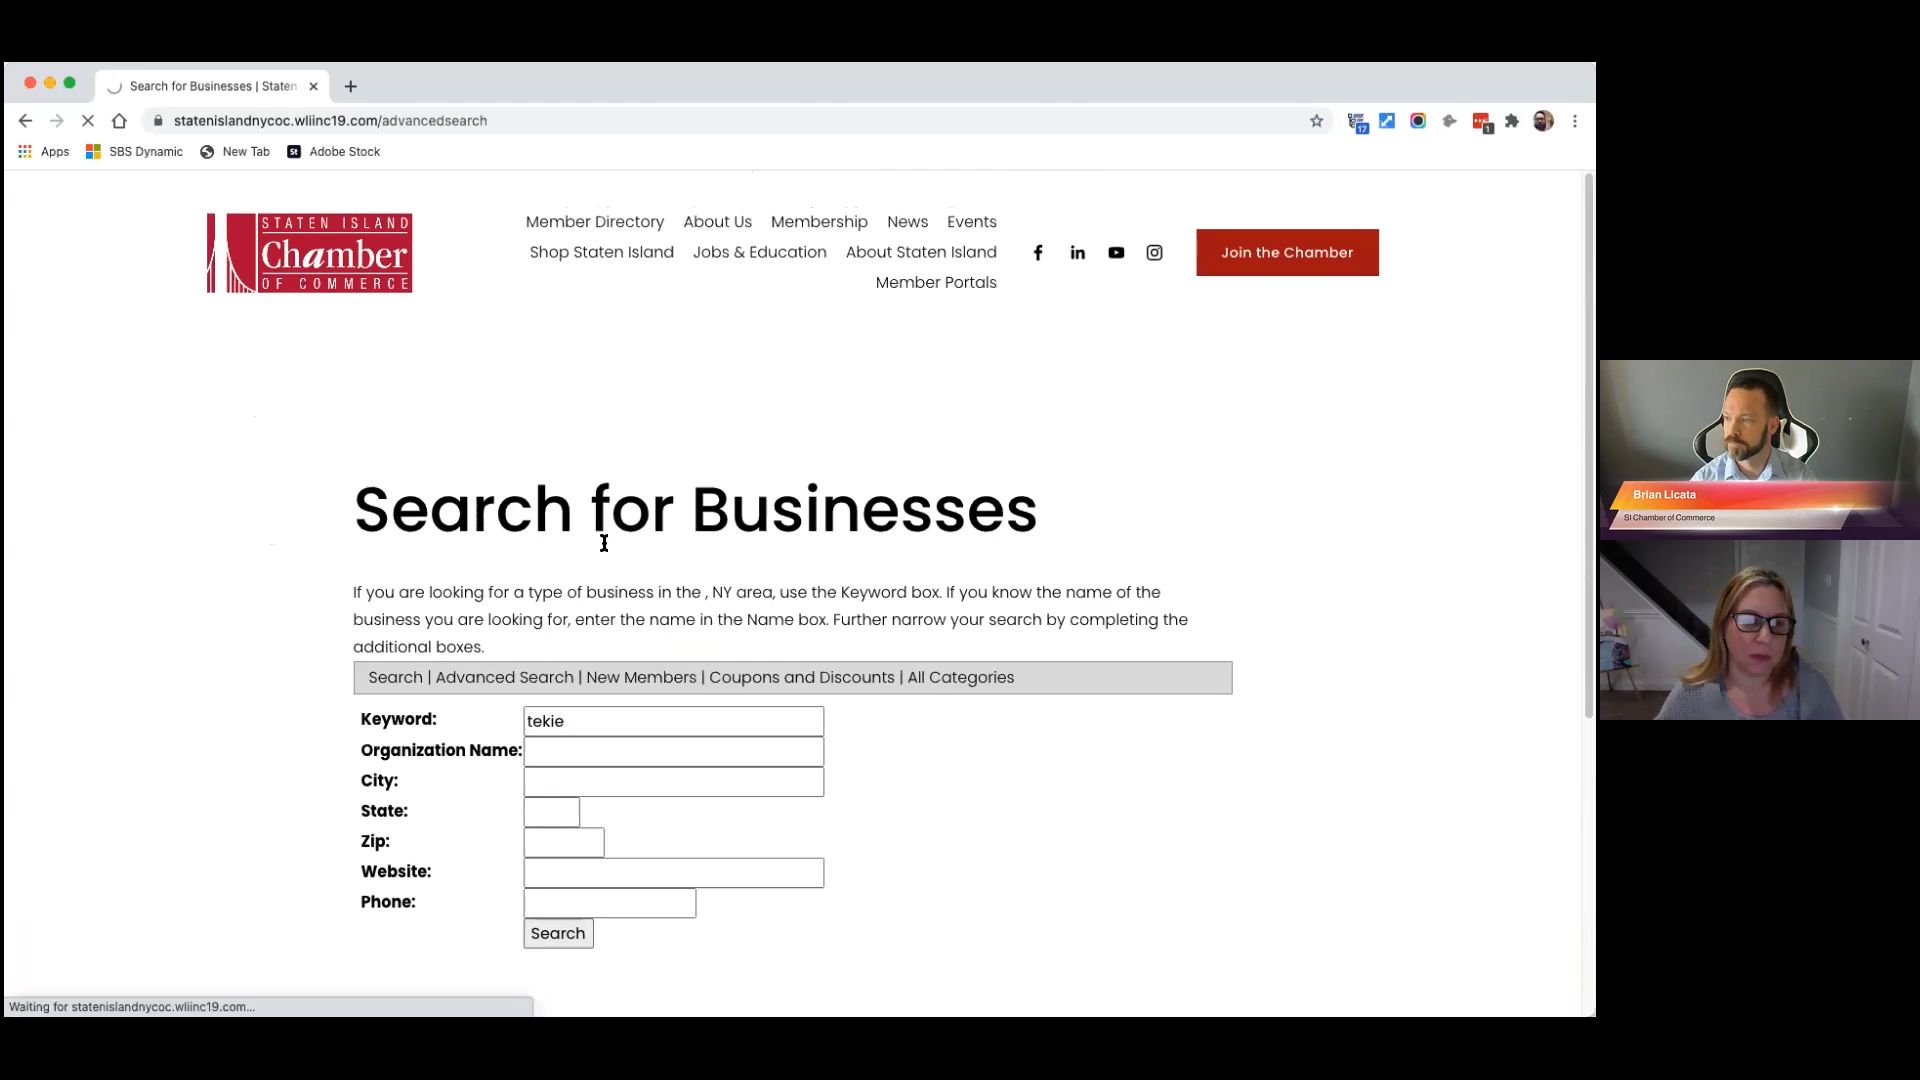 Search for Businesses | Staten
statenislandnycoc.wliinc19.com/advancedsearch
17
1
Apps
SBS Dynamic
New Tab
St
Adobe Stock
STATEN ISLAND
Chamber
OF COMMERCE
Member Directory About Us Membership News Events
Shop Staten Island Jobs & Education About Staten Island
Member Portals
Join the Chamber
Search for Businesses
If you are looking for a type of business in the , NY area, use the Keyword box. If you know the name of the
business you are looking for, enter the name in the Name box. Further narrow your search by completing the
additional boxes.
Search | Advanced Search | New Members | Coupons and Discounts | All Categories
Keyword: tekie
Organization Name:
City:
State:
Zip:
Website:
Phone:
Search
Waiting for statenislandnycoc.wliinc19.com...
Brian Licata
SI Chamber of Commerce